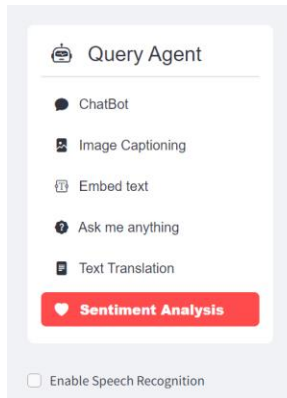 Query Agent
ChatBot
Image Captioning
Embed text
Ask me anything
Text Translation
Sentiment Analysis
Enable Speech Recognition